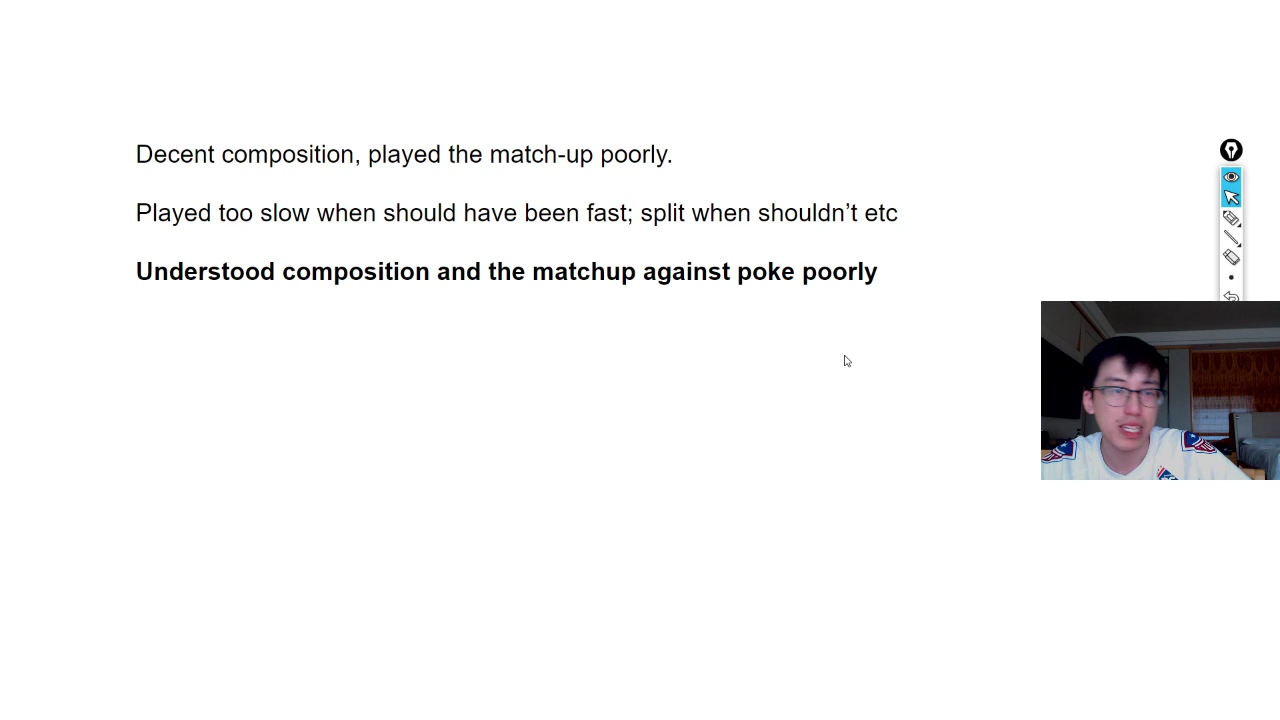 Decent composition, played the match-up poorly.
Played too slow when should have been fast; split when shouldn’t etc
Understood composition and the matchup against poke poorly